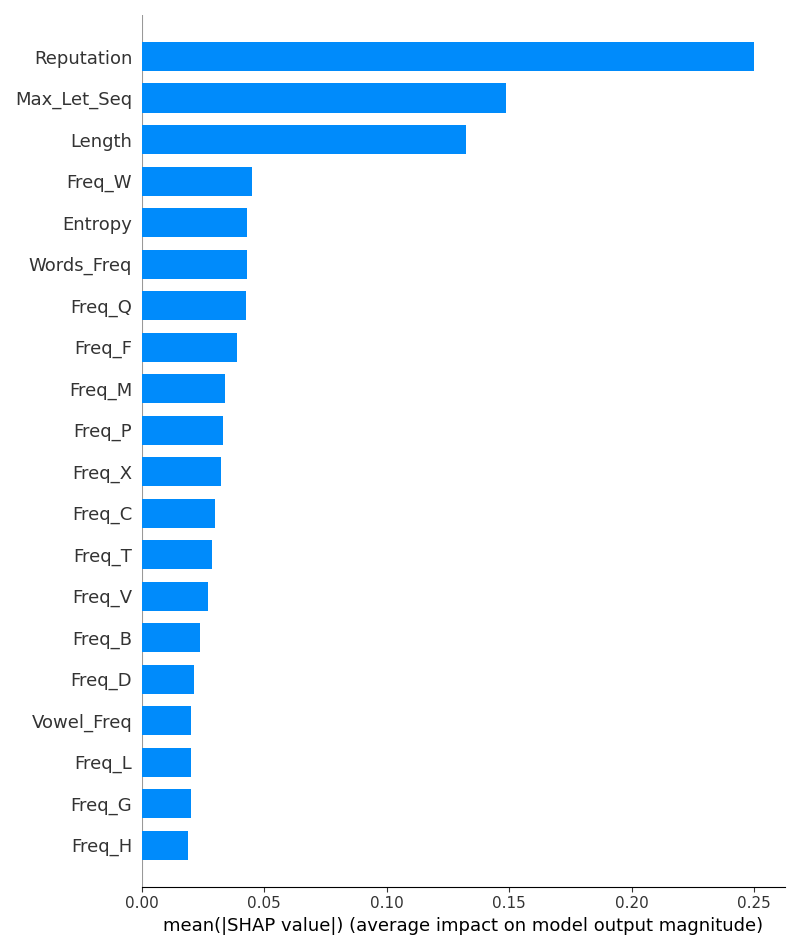 Reputation
Max_Let_Seq
Length
Freq_W
Entropy
Words_Freq
Freq_Q
Freq_F
Freq_M
Freq_P
Freq_X
Freq_C
Freq_T
Freq_V
Freq_B
Freq_D
Vowel_Freq
Freq_L
Freq_G
Freq_H
0.00 0.05 0.10 0.15 0.20 0.25
mean(|SHAP value|) (average impact on model output magnitude)